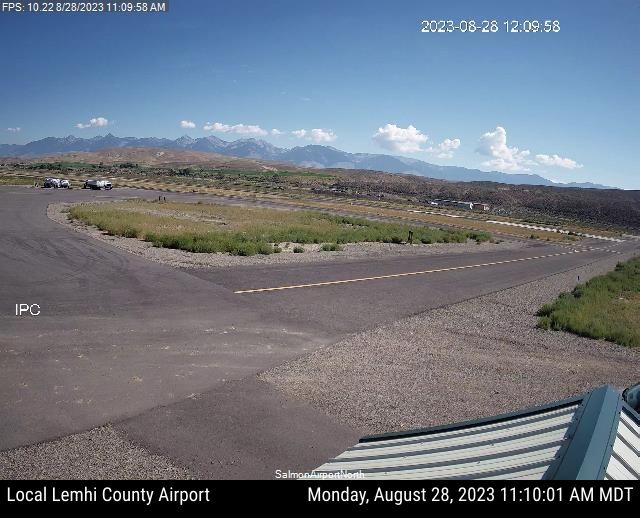 FPS: 10.22 8/28/2023 11:09:58 AM
2023-08-28 12:09:58
IPC
SalmonAirportNorth
Local Lemhi County Airport Monday, August 28, 2023 11:10:01 AM MDT